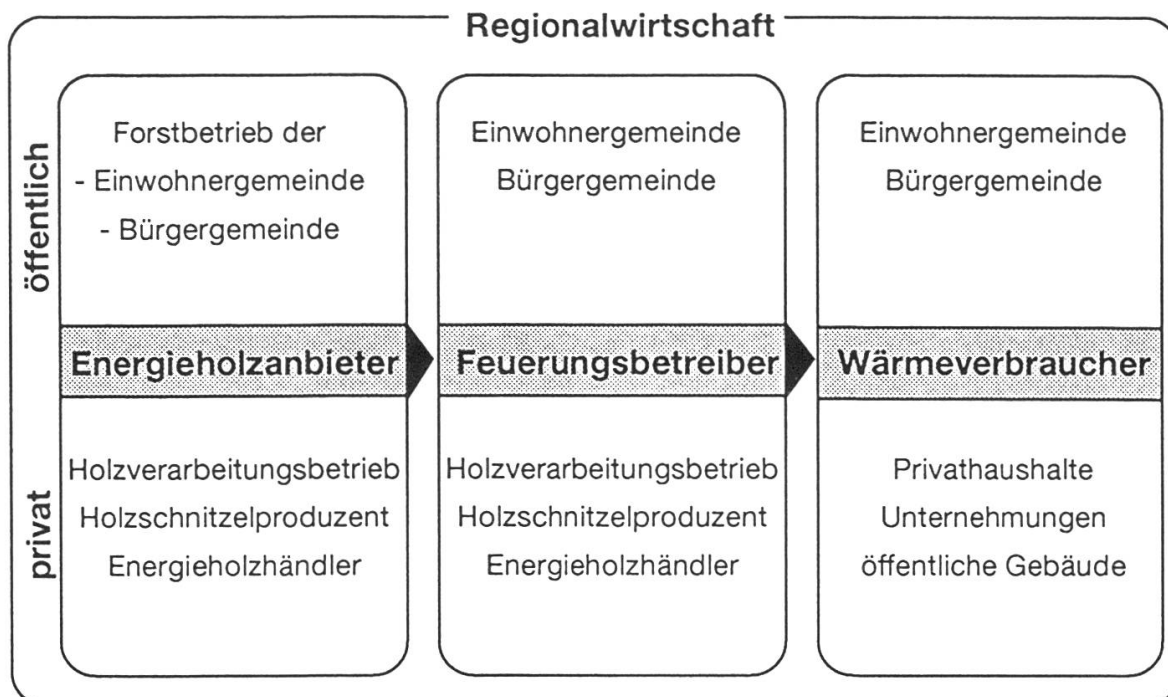 Regionalwirtschaft
öffentlich
Forstbetrieb der
- Einwohnergemeinde
- Bürgergemeinde
Einwohnergemeinde
Bürgergemeinde
Einwohnergemeinde
Bürgergemeinde
Energieholzanbieter
Feuerungsbetreiber
Wärmeverbraucher
privat
Holzverarbeitungsbetrieb
Holzschnitzelproduzent
Energieholzhändler
Holzverarbeitungsbetrieb
Holzschnitzelproduzent
Energieholzhändler
Privathaushalte
Unternehmungen
öffentliche Gebäude